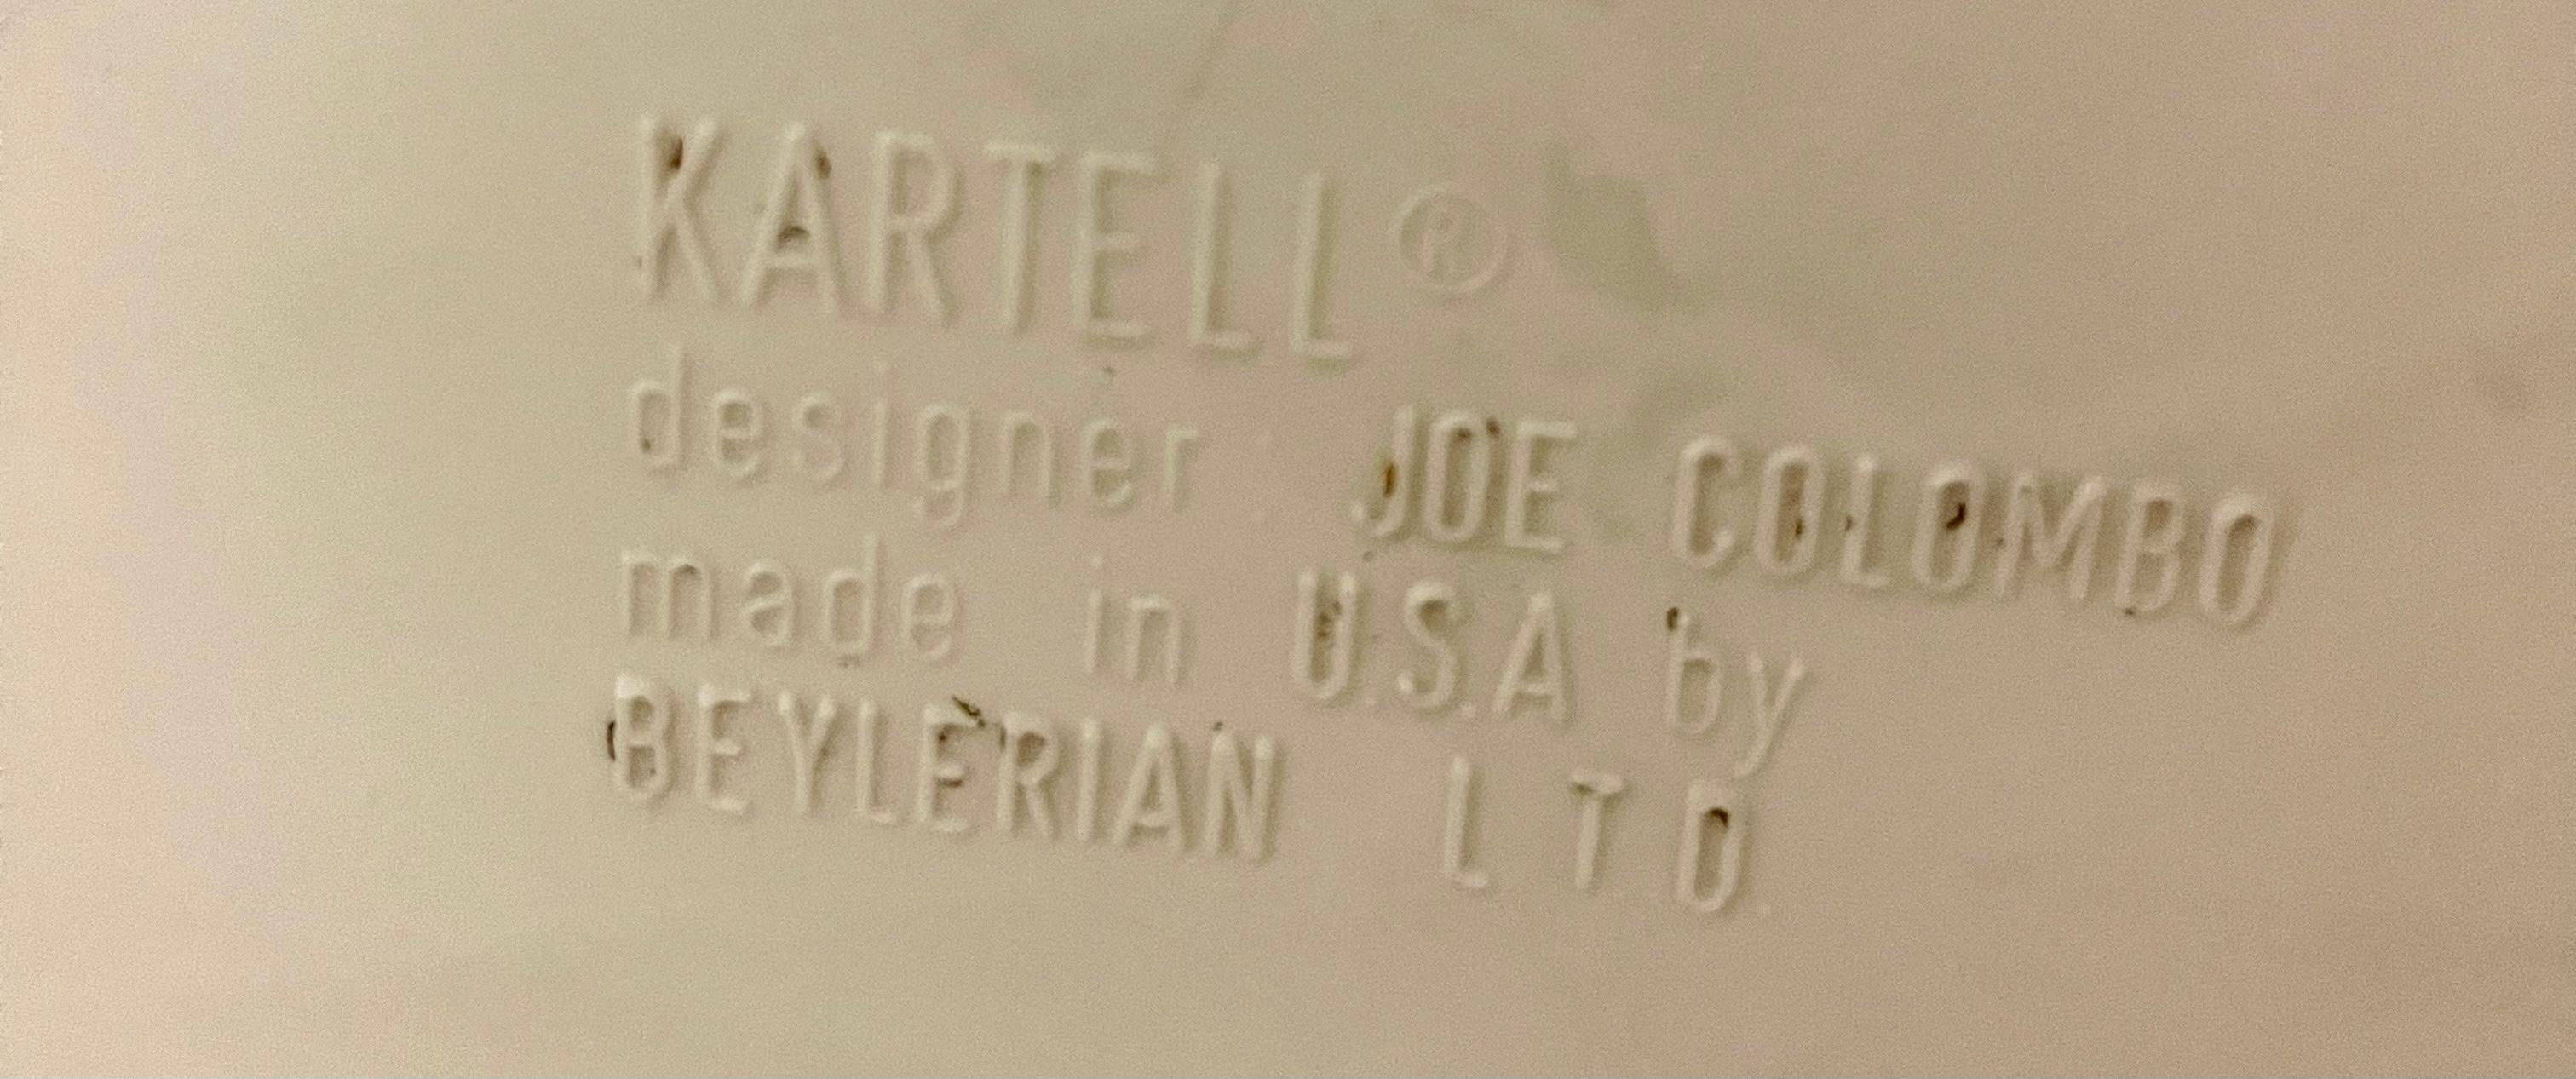 KARTELL®
designer : JOE COLOMBO
made in U.S.A by
BEYLERIAN LTD.